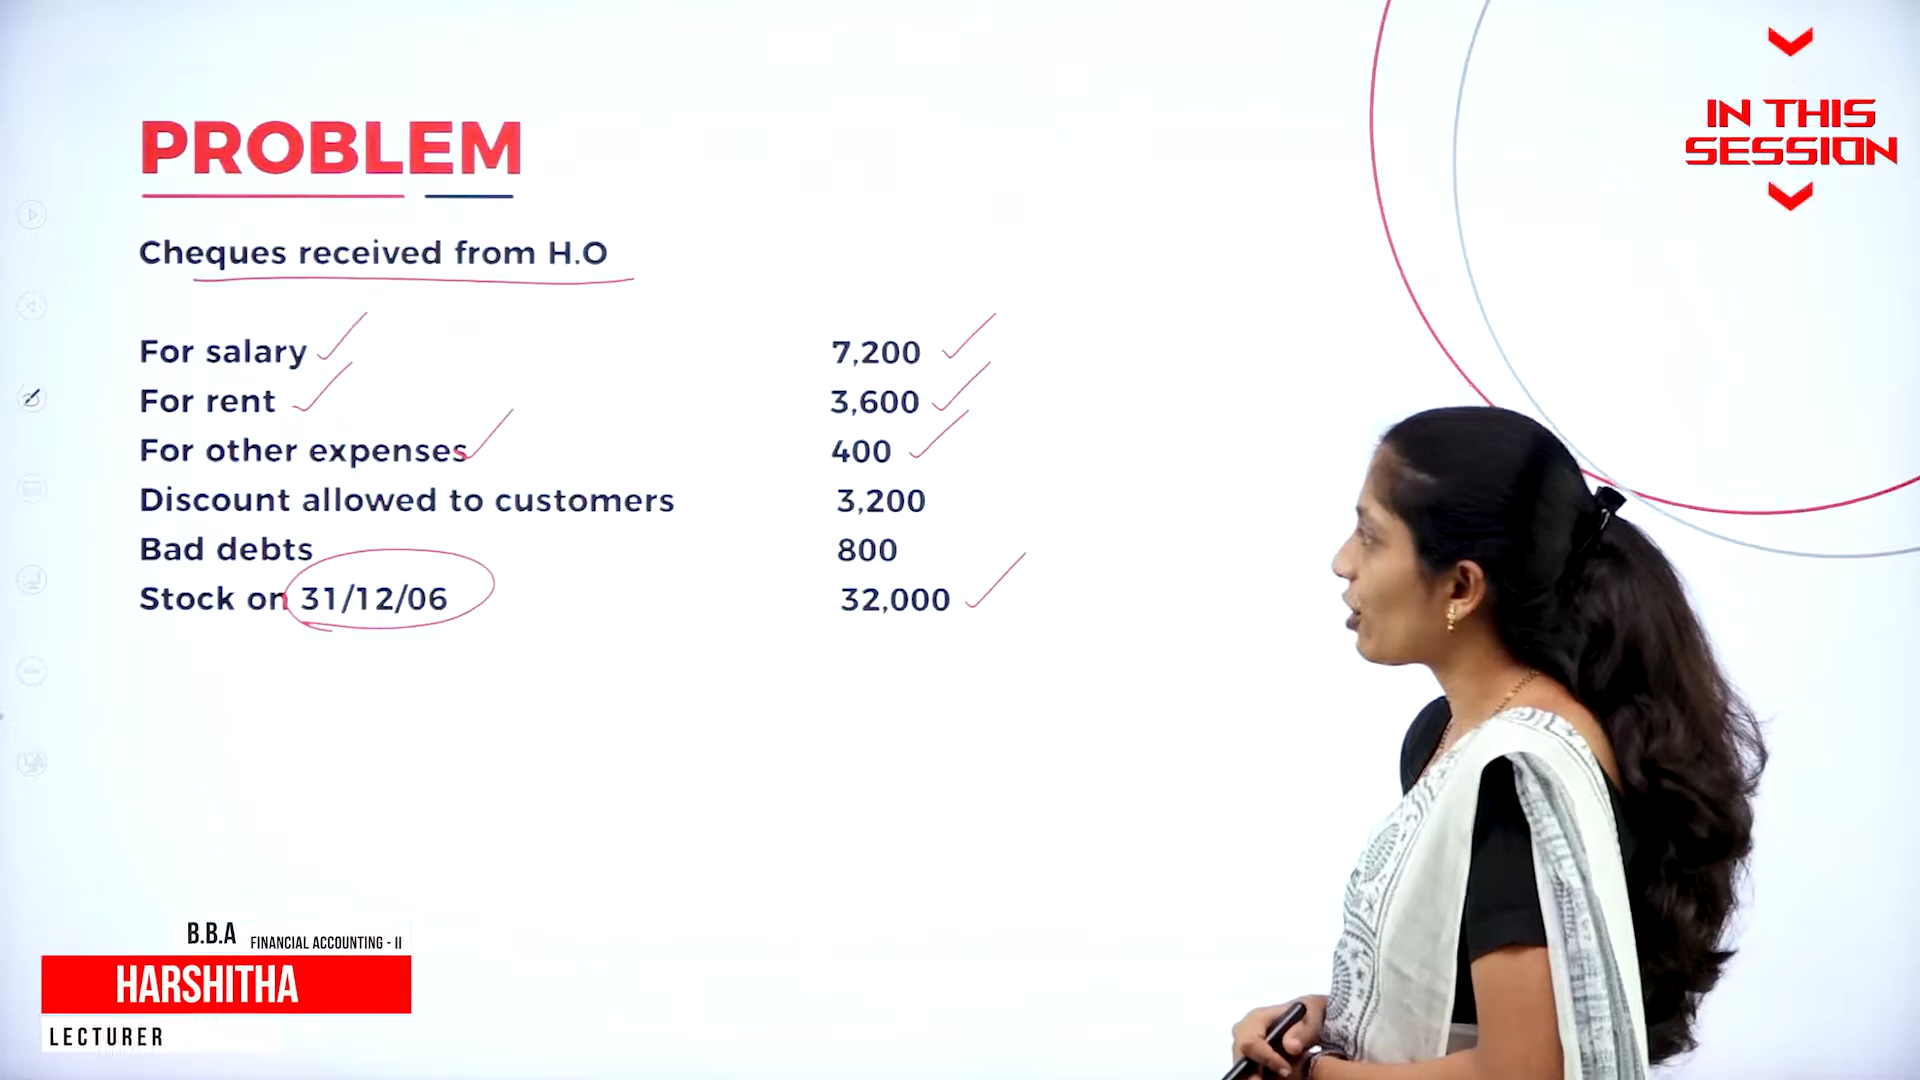 PROBLEM
Cheques received from H.O
For salary 7,200
For rent 3,600
For other expenses 400
Discount allowed to customers 3,200
Bad debts 800
Stock on 31/12/06 32,000
IN THIS
SESSION
B.B.A FINANCIAL ACCOUNTING - II
HARSHITHA
LECTURER